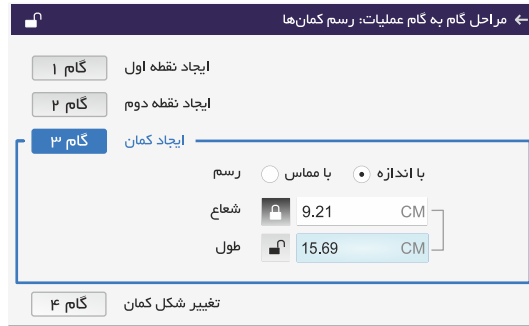 ← مراحل گام به گام عملیات: رسم کمان‌ها
گام ۱ ایجاد نقطه اول
گام ۲ ایجاد نقطه دوم
گام ۳ ایجاد کمان
رسم با مماس با اندازه
شعاع 9.21 CM
طول 15.69 CM
گام ۴ تغییر شکل کمان